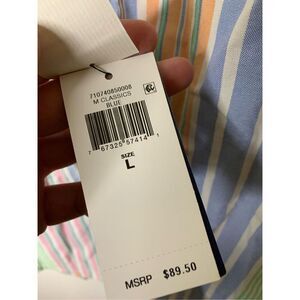 710740850008
M CLASSICS
BLUE
7 67325 57414 1
SIZE
L
MSRP $89.50